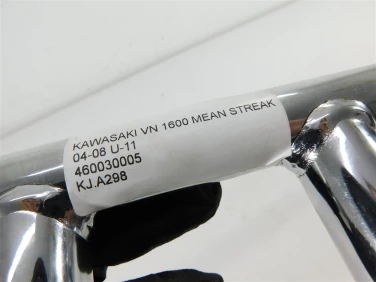 KAWASAKI VN 1600 MEAN STREAK
04-08 U-11
460030005
KJ.A298